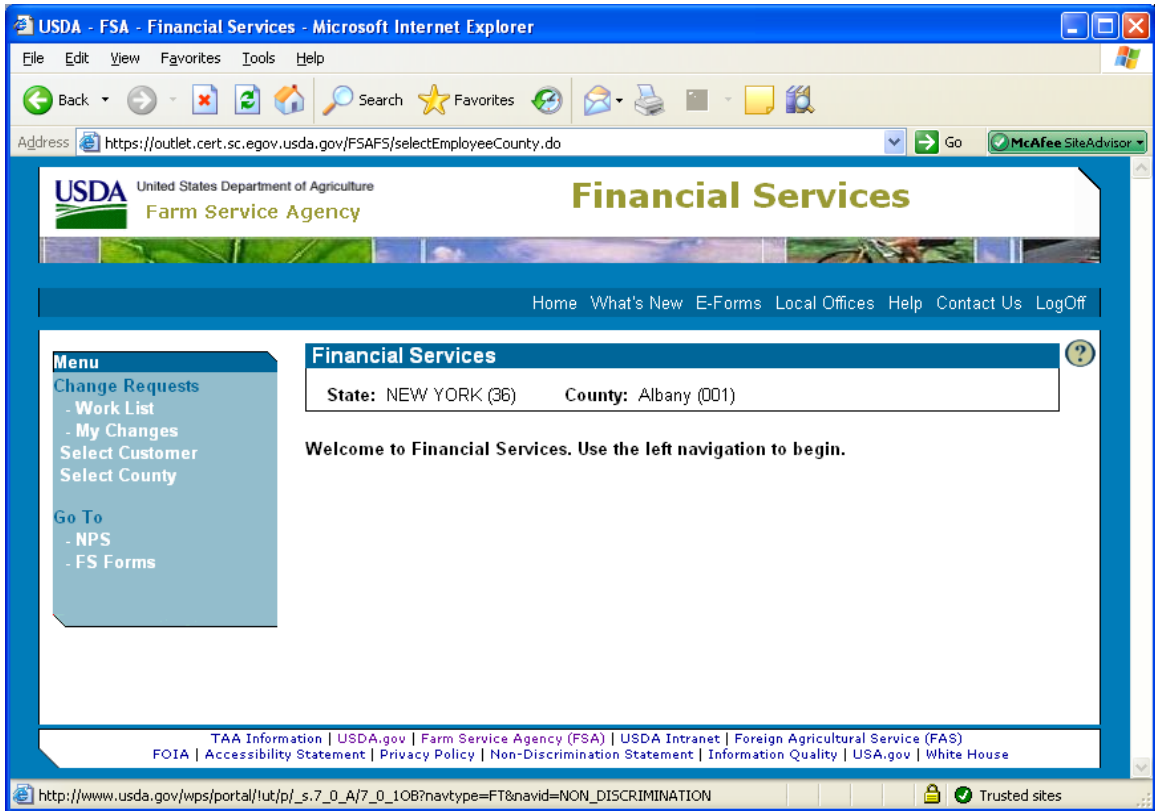 USDA - FSA - Financial Services - Microsoft Internet Explorer
File Edit View Favorites Tools Help
Back Search Favorites
Address https://outlet.cert.sc.egov.usda.gov/FSAFS/selectEmployeeCounty.do Go McAfee SiteAdvisor
USDA United States Department of Agriculture
Farm Service Agency
Financial Services
Home What's New E-Forms Local Offices Help Contact Us LogOff
Menu
Change Requests
- Work List
- My Changes
Select Customer
Select County
Go To
- NPS
- FS Forms
Financial Services ?
State: NEW YORK (36) County: Albany (001)
Welcome to Financial Services. Use the left navigation to begin.
TAA Information | USDA.gov | Farm Service Agency (FSA) | USDA Intranet | Foreign Agricultural Service (FAS)
FOIA | Accessibility Statement | Privacy Policy | Non-Discrimination Statement | Information Quality | USA.gov | White House
http://www.usda.gov/wps/portal/!ut/p/_s.7_0_A/7_0_1OB?navtype=FT&navid=NON_DISCRIMINATION Trusted sites